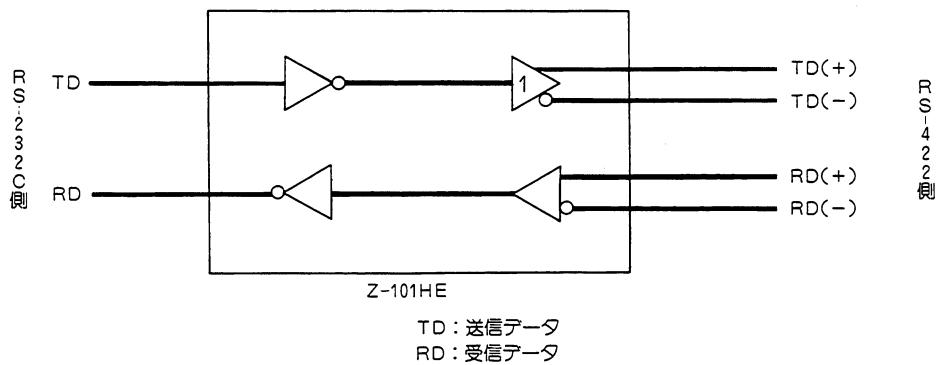 RS-232C側
TD
RD
1
TD(+)
TD(-)
RD(+)
RD(-)
RS-422側
Z-101HE
TD:送信データ
RD:受信データ